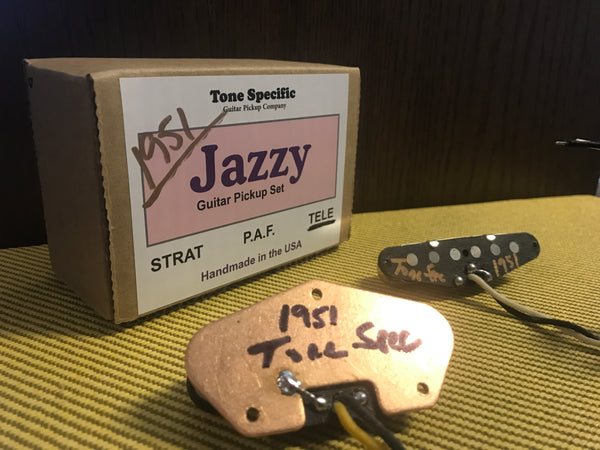 Tone Specific
Guitar Pickup Company
1951
Jazzy
Guitar Pickup Set
STRAT P.A.F. TELE
Handmade in the USA
Tone Spec 1951
1951
Tone Spec